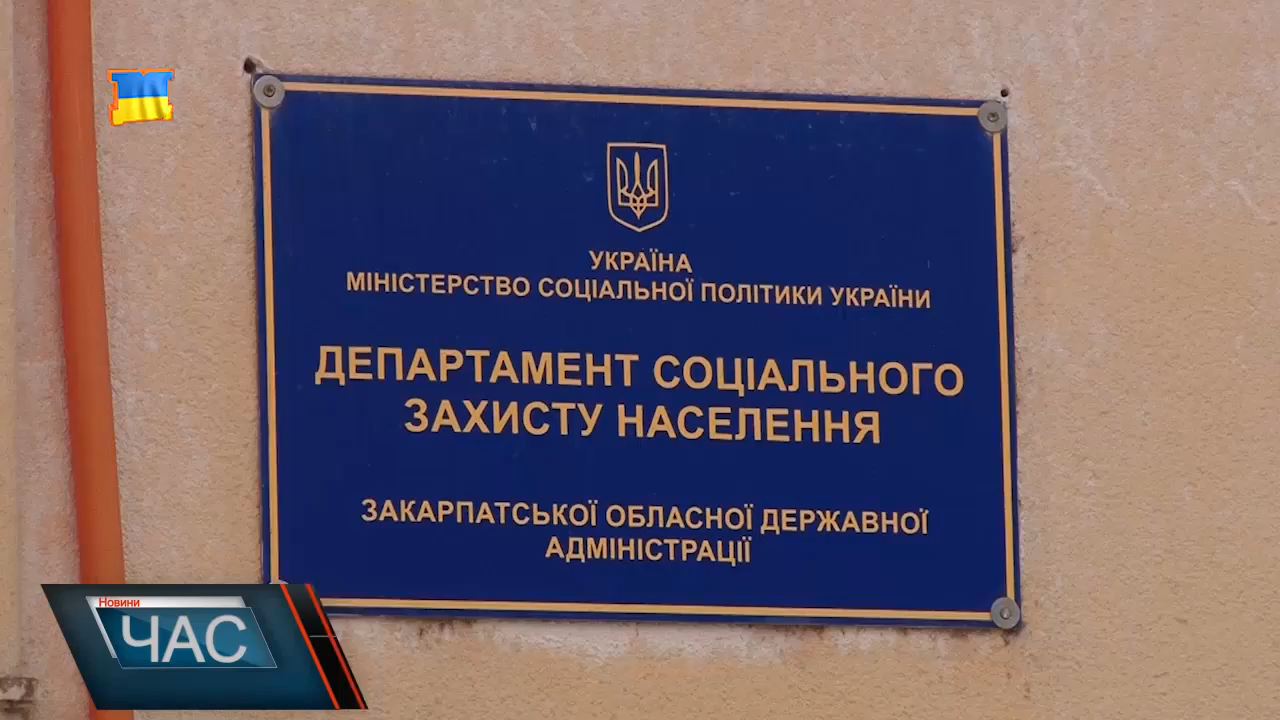 УКРАЇНА
МІНІСТЕРСТВО СОЦІАЛЬНОЇ ПОЛІТИКИ УКРАЇНИ
ДЕПАРТАМЕНТ СОЦІАЛЬНОГО
ЗАХИСТУ НАСЕЛЕННЯ
ЗАКАРПАТСЬКОЇ ОБЛАСНОЇ ДЕРЖАВНОЇ
АДМІНІСТРАЦІЇ
Новини
ЧАС